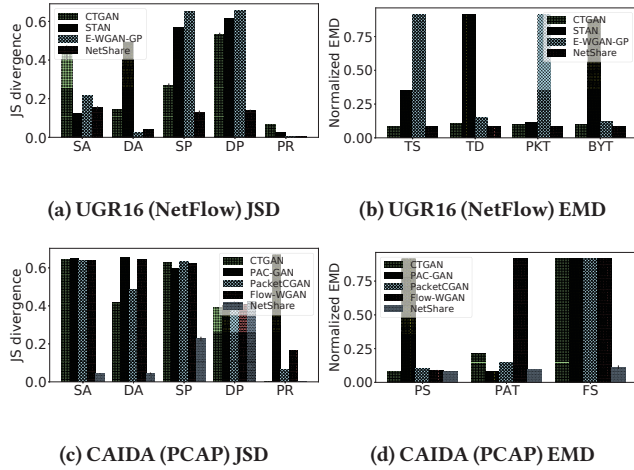 JS divergence
0.6
0.4
0.2
0.0
CTGAN
STAN
E-WGAN-GP
NetShare
SA DA SP DP PR
(a) UGR16 (NetFlow) JSD
Normalized EMD
0.75
0.50
0.25
0.00
CTGAN
STAN
E-WGAN-GP
NetShare
TS TD PKT BYT
(b) UGR16 (NetFlow) EMD
JS divergence
0.6
0.4
0.2
0.0
CTGAN
PAC-GAN
PacketCGAN
Flow-WGAN
NetShare
SA DA SP DP PR
(c) CAIDA (PCAP) JSD
Normalized EMD
0.75
0.50
0.25
0.00
CTGAN
PAC-GAN
PacketCGAN
Flow-WGAN
NetShare
PS PAT FS
(d) CAIDA (PCAP) EMD